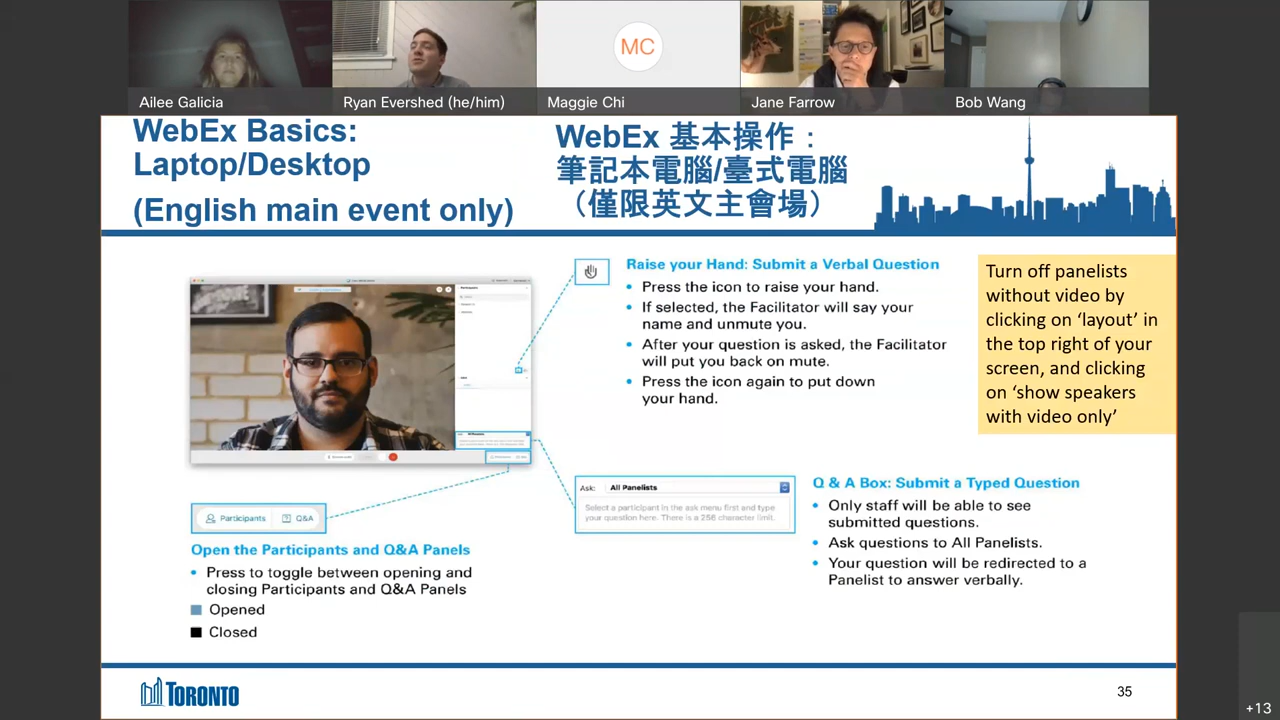 MC
Ailee Galicia
Ryan Evershed (he/him)
Maggie Chi
Jane Farrow
Bob Wang
WebEx Basics:
Laptop/Desktop
(English main event only)
WebEx 基本操作：
筆記本電腦/臺式電腦
（僅限英文主會場）
Raise your Hand: Submit a Verbal Question
• Press the icon to raise your hand.
• If selected, the Facilitator will say your
name and unmute you.
• After your question is asked, the Facilitator
will put you back on mute.
• Press the icon again to put down
your hand.
Turn off panelists
without video by
clicking on ‘layout’ in
the top right of your
screen, and clicking
on ‘show speakers
with video only’
Ask: All Panelists
Select a participant in the ask menu first and type
your question here. There is a 256 character limit.
Q & A Box: Submit a Typed Question
• Only staff will be able to see
submitted questions.
• Ask questions to All Panelists.
• Your question will be redirected to a
Panelist to answer verbally.
Participants
Q&A
Open the Participants and Q&A Panels
• Press to toggle between opening and
closing Participants and Q&A Panels
Opened
Closed
TORONTO
35
+13